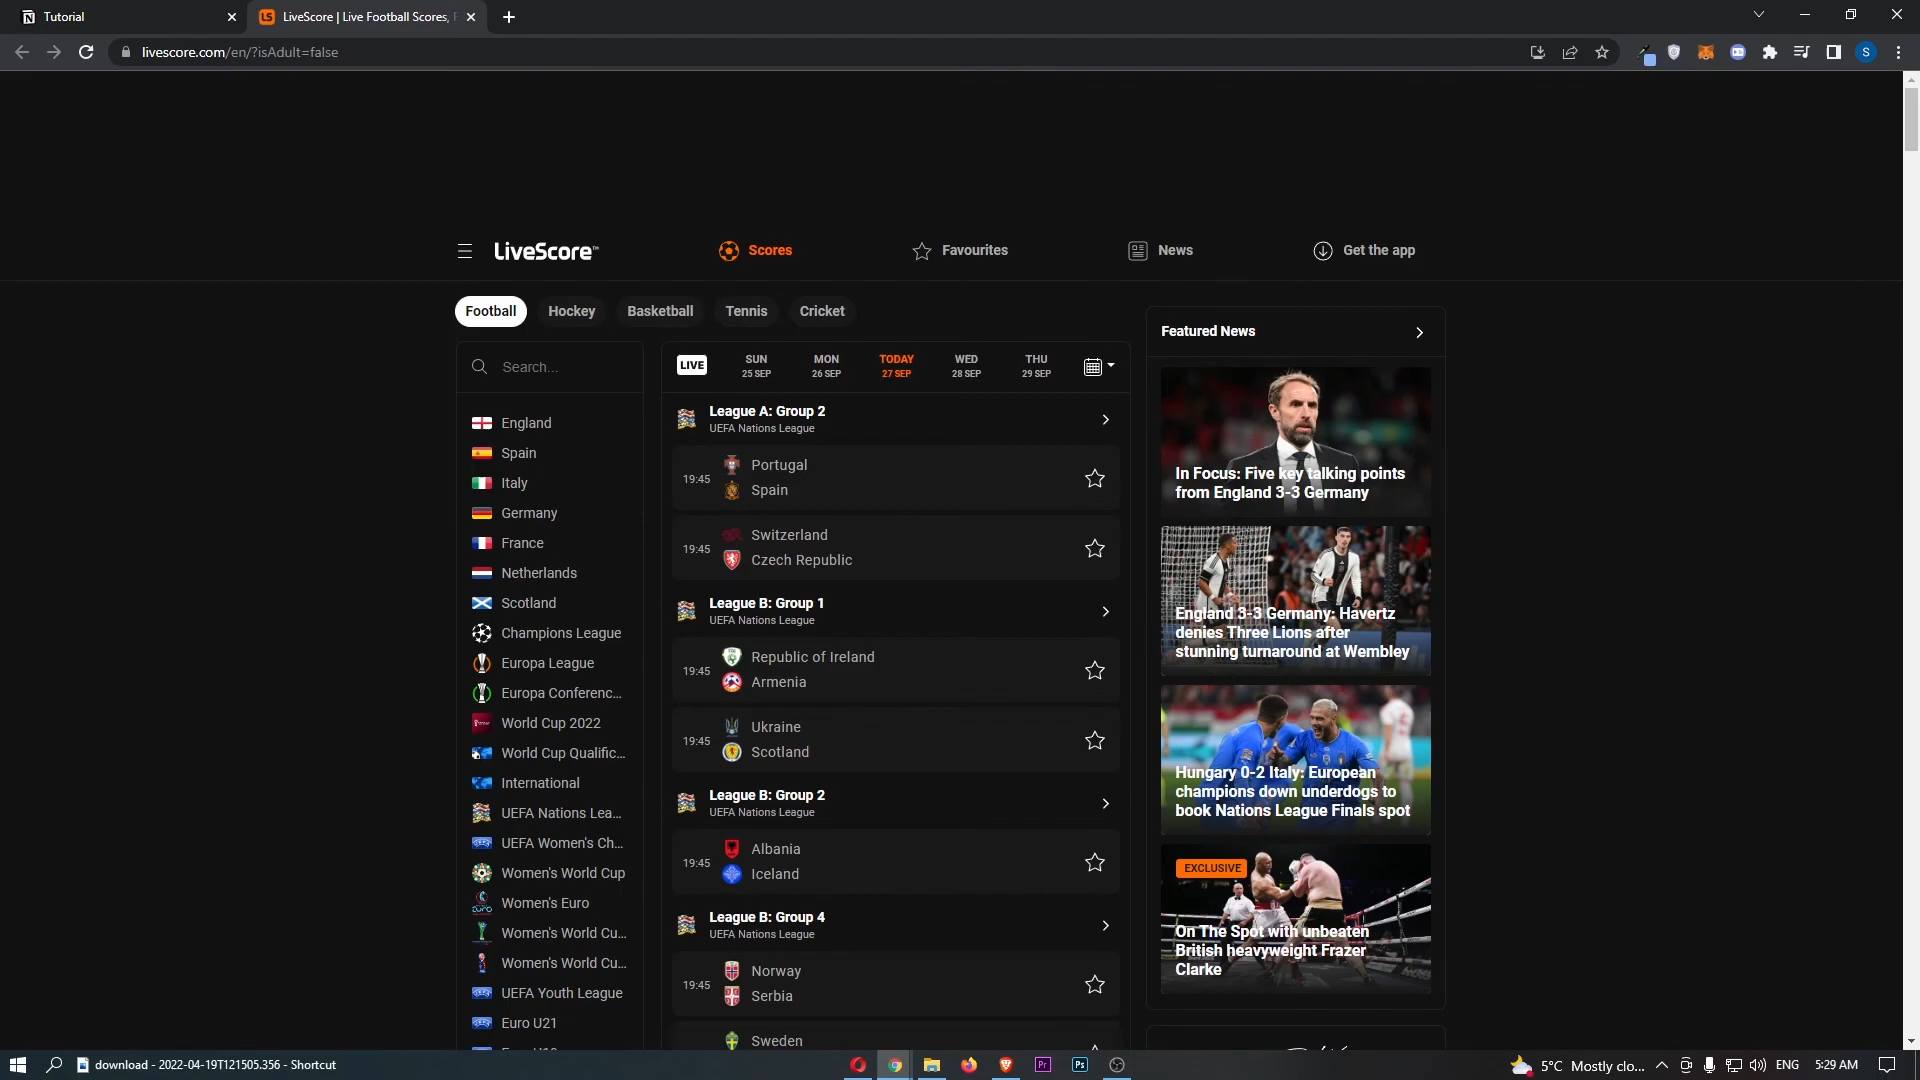 Tutorial
LiveScore | Live Football Scores, F
livescore.com/en/?isAdult=false
S
LiveScore™
Scores
Favourites
News
Get the app
Football
Hockey
Basketball
Tennis
Cricket
Search...
England
Spain
Italy
Germany
France
Netherlands
Scotland
Champions League
Europa League
Europa Conferenc...
World Cup 2022
World Cup Qualific...
International
UEFA Nations Lea...
UEFA Women's Ch...
Women's World Cup
Women's Euro
Women's World Cu...
Women's World Cu...
UEFA Youth League
Euro U21
LIVE
SUN
25 SEP
MON
26 SEP
TODAY
27 SEP
WED
28 SEP
THU
29 SEP
League A: Group 2
UEFA Nations League
19:45
Portugal
Spain
19:45
Switzerland
Czech Republic
League B: Group 1
UEFA Nations League
19:45
Republic of Ireland
Armenia
19:45
Ukraine
Scotland
League B: Group 2
UEFA Nations League
19:45
Albania
Iceland
League B: Group 4
UEFA Nations League
19:45
Norway
Serbia
Sweden
Featured News
In Focus: Five key talking points
from England 3-3 Germany
England 3-3 Germany: Havertz
denies Three Lions after
stunning turnaround at Wembley
Hungary 0-2 Italy: European
champions down underdogs to
book Nations League Finals spot
EXCLUSIVE
On The Spot with unbeaten
British heavyweight Frazer
Clarke
download - 2022-04-19T121505.356 - Shortcut
Pr
Ps
5°C Mostly clo...
ENG
5:29 AM